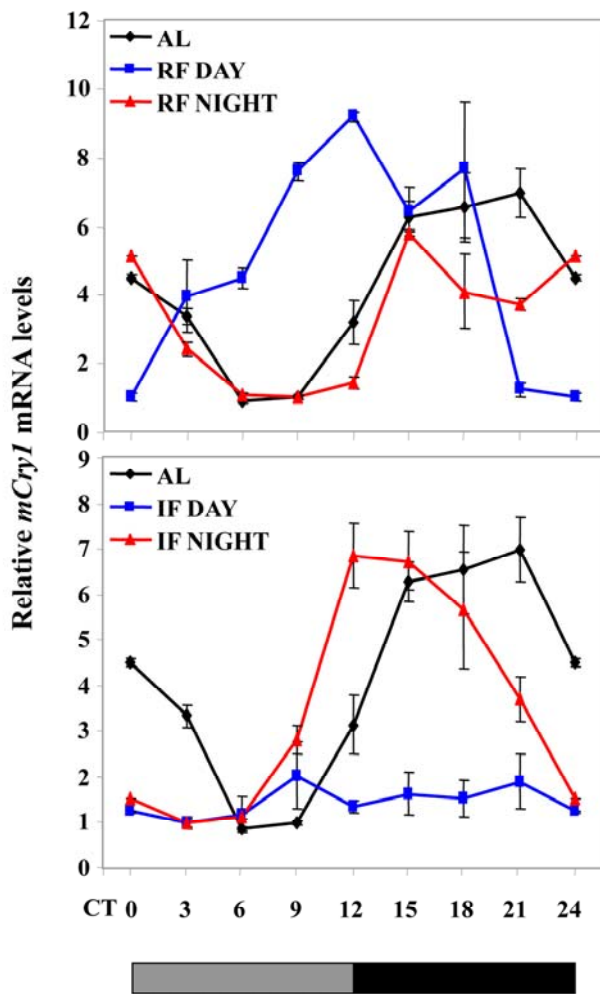 Relative mCry1 mRNA levels
12
10
8
6
4
2
0
AL
RF DAY
RF NIGHT
9
8
7
6
5
4
3
2
1
0
AL
IF DAY
IF NIGHT
CT 0 3 6 9 12 15 18 21 24